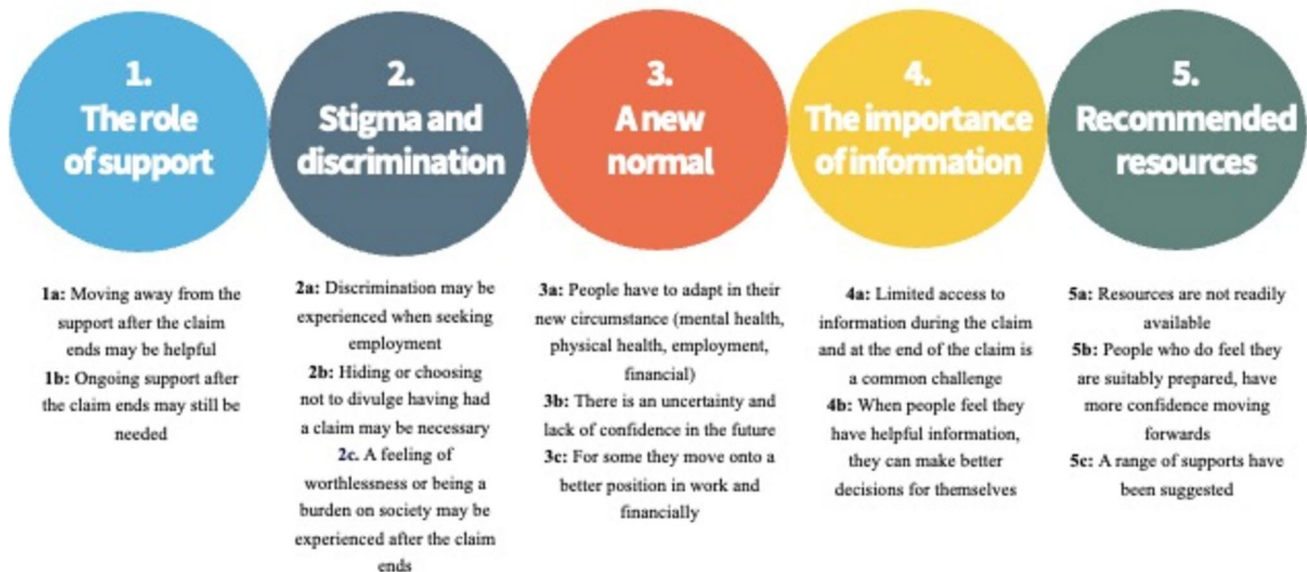 1.
The role
of support
2.
Stigma and
discrimination
3.
A new
normal
4.
The importance
of information
5.
Recommended
resources
1a: Moving away from the
support after the claim
ends may be helpful
1b: Ongoing support after
the claim ends may still be
needed
2a: Discrimination may be
experienced when seeking
employment
2b: Hiding or choosing
not to divulge having had
a claim may be necessary
2c. A feeling of
worthlessness or being a
burden on society may be
experienced after the claim
ends
3a: People have to adapt in their
new circumstance (mental health,
physical health, employment,
financial)
3b: There is an uncertainty and
lack of confidence in the future
3c: For some they move onto a
better position in work and
financially
4a: Limited access to
information during the claim
and at the end of the claim is
a common challenge
4b: When people feel they
have helpful information,
they can make better
decisions for themselves
5a: Resources are not readily
available
5b: People who do feel they
are suitably prepared, have
more confidence moving
forwards
5c: A range of supports have
been suggested